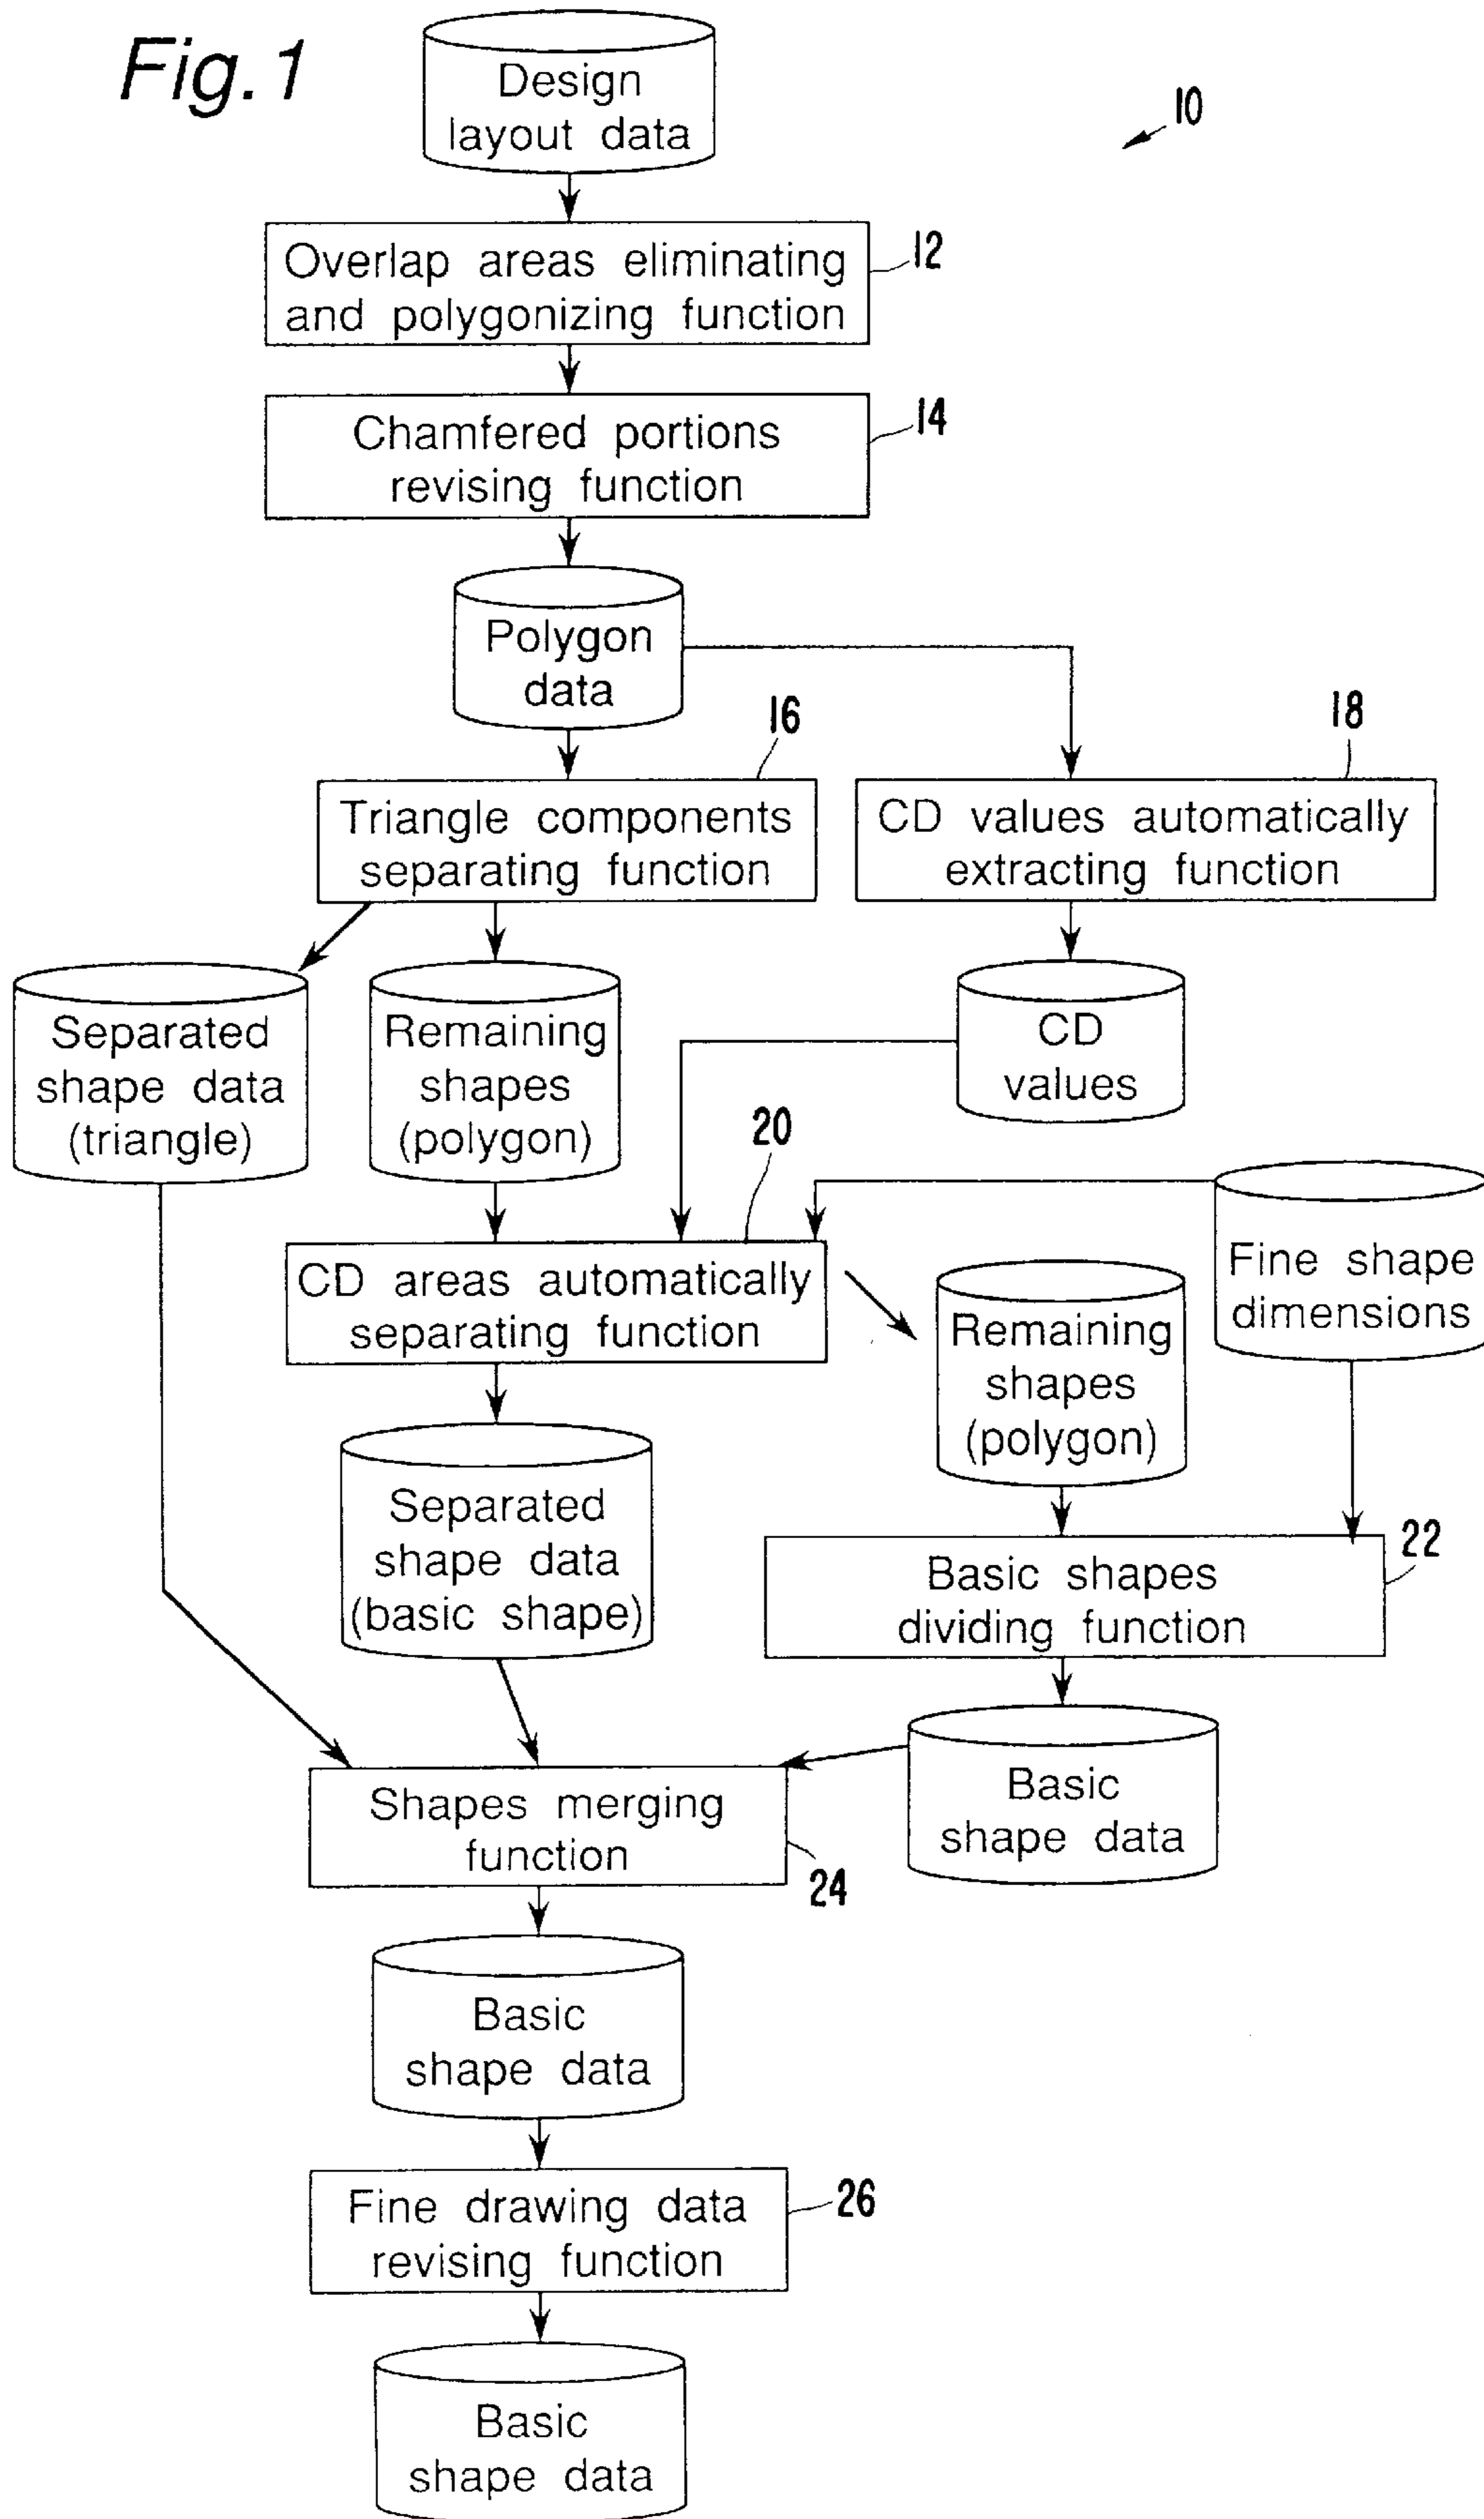 Fig. 1
Design
layout data
10
Overlap areas eliminating
and polygonizing function
12
Chamfered portions
revising function
14
Polygon
data
16
18
Triangle components
separating function
CD values automatically
extracting function
Separated
shape data
(triangle)
Remaining
shapes
(polygon)
CD
values
20
Fine shape
dimensions
CD areas automatically
separating function
Remaining
shapes
(polygon)
Separated
shape data
(basic shape)
22
Basic shapes
dividing function
Shapes merging
function
24
Basic
shape data
Basic
shape data
Fine drawing data
revising function
26
Basic
shape data